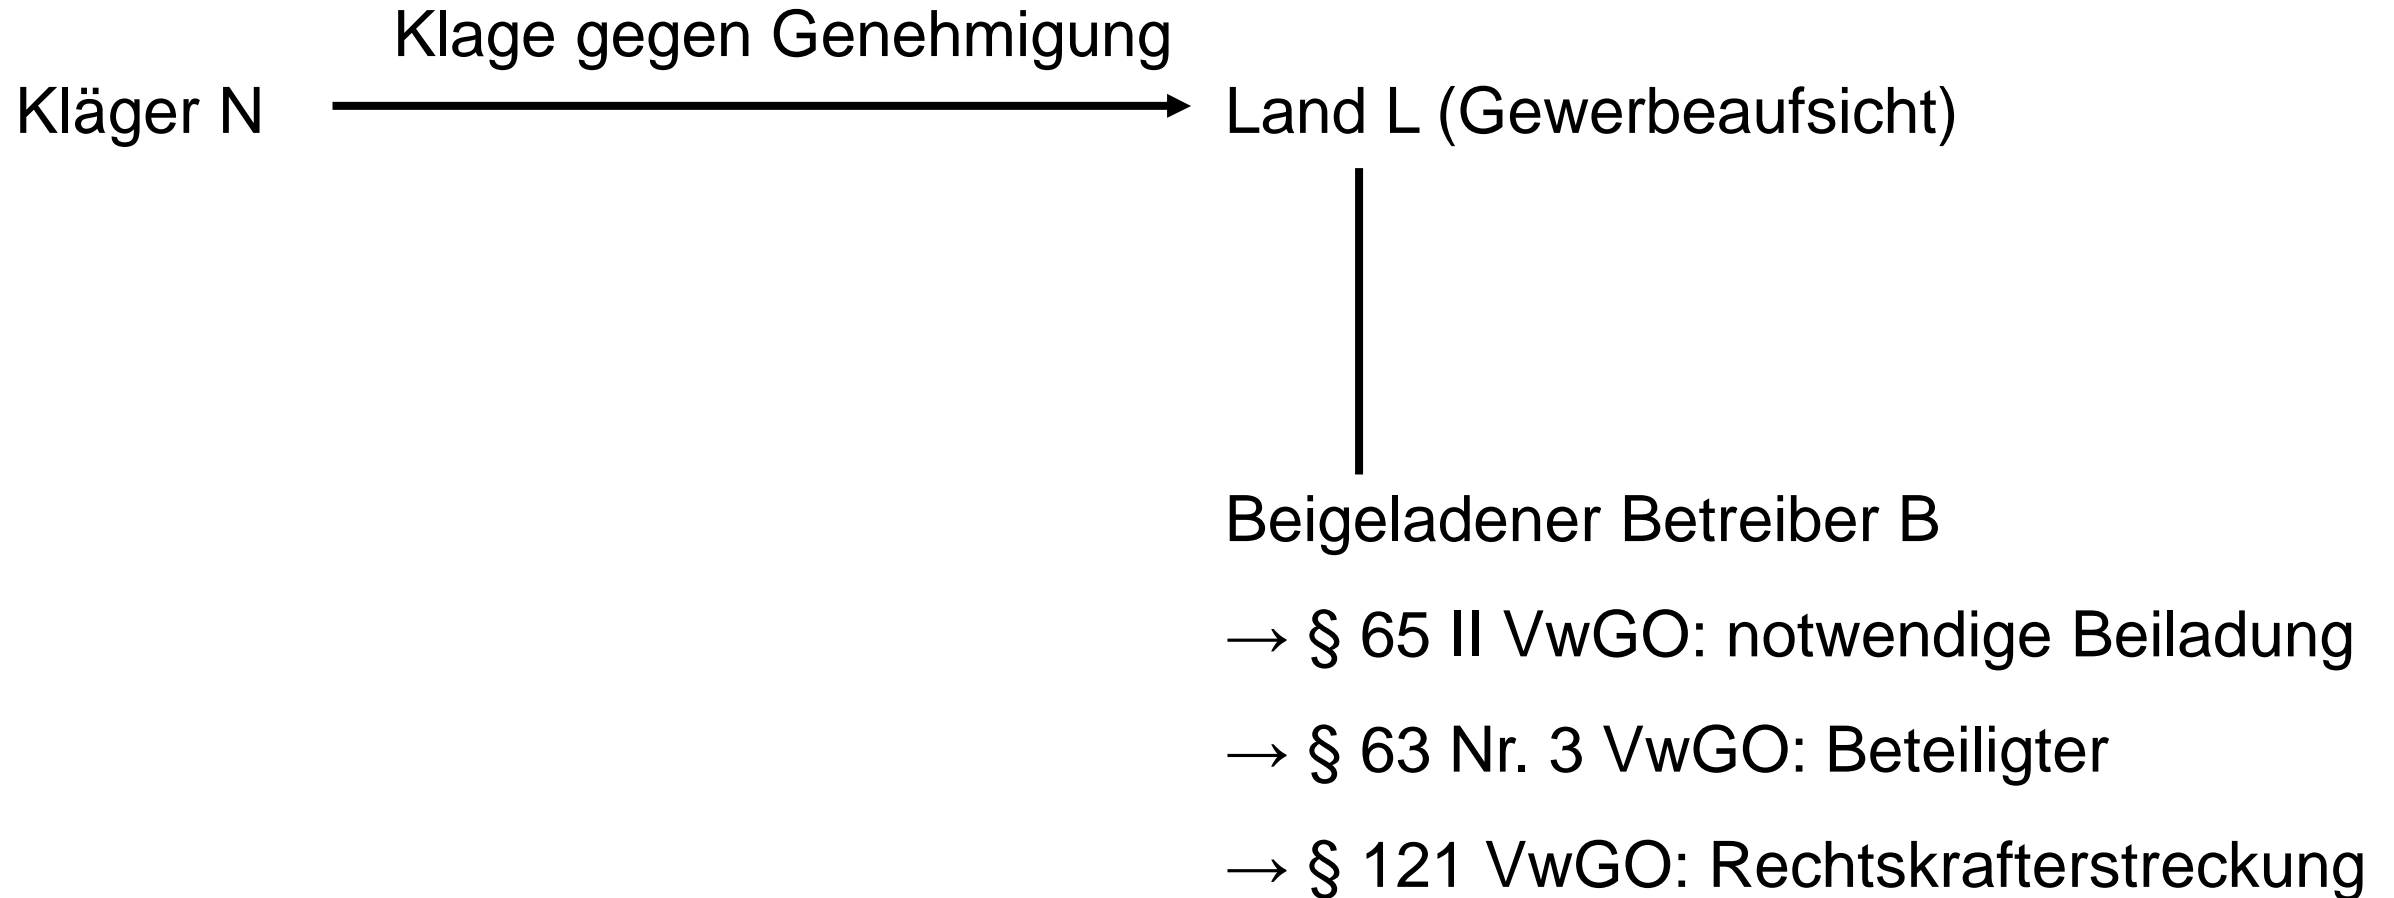 Klage gegen Genehmigung
Kläger N
Land L (Gewerbeaufsicht)
Beigeladener Betreiber B
→ § 65 II VwGO: notwendige Beiladung
→ § 63 Nr. 3 VwGO: Beteiligter
→ § 121 VwGO: Rechtskrafterstreckung